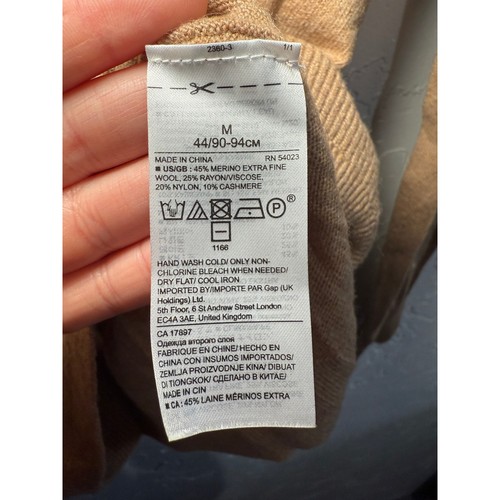 2360-3 1/1
M
44/90-94см
MADE IN CHINA RN 54023
■ US/GB : 45% MERINO EXTRA FINE
WOOL, 25% RAYON/VISCOSE,
20% NYLON, 10% CASHMERE
P ®
1166
HAND WASH COLD/ ONLY NON-
CHLORINE BLEACH WHEN NEEDED/
DRY FLAT/ COOL IRON
IMPORTED BY/IMPORTE PAR Gap (UK
Holdings) Ltd.
5th Floor, 6 St Andrew Street London
EC4A 3AE, United Kingdom
CA 17897
Одежда второго слоя
FABRIQUE EN CHINE/ HECHO EN
CHINA CON INSUMOS IMPORTADOS/
ZEMLJA PROIZVODNJE KINA/ DIBUAT
DI TIONGKOK/ СДЕЛАНО В КИТАЕ/
MADE IN CHINA
■ CA : 45% LAINE MÉRINOS EXTRA